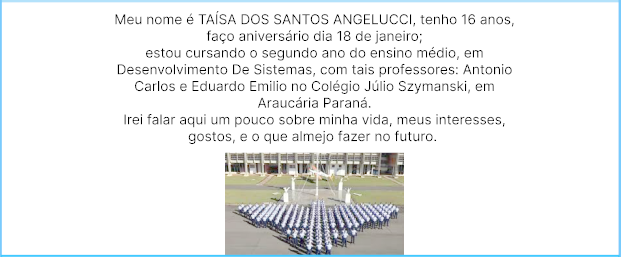 Meu nome é TAÍSA DOS SANTOS ANGELUCCI, tenho 16 anos,
faço aniversário dia 18 de janeiro;
estou cursando o segundo ano do ensino médio, em
Desenvolvimento De Sistemas, com tais professores: Antonio
Carlos e Eduardo Emilio no Colégio Júlio Szymanski, em
Araucária Paraná.
Irei falar aqui um pouco sobre minha vida, meus interesses,
gostos, e o que almejo fazer no futuro.